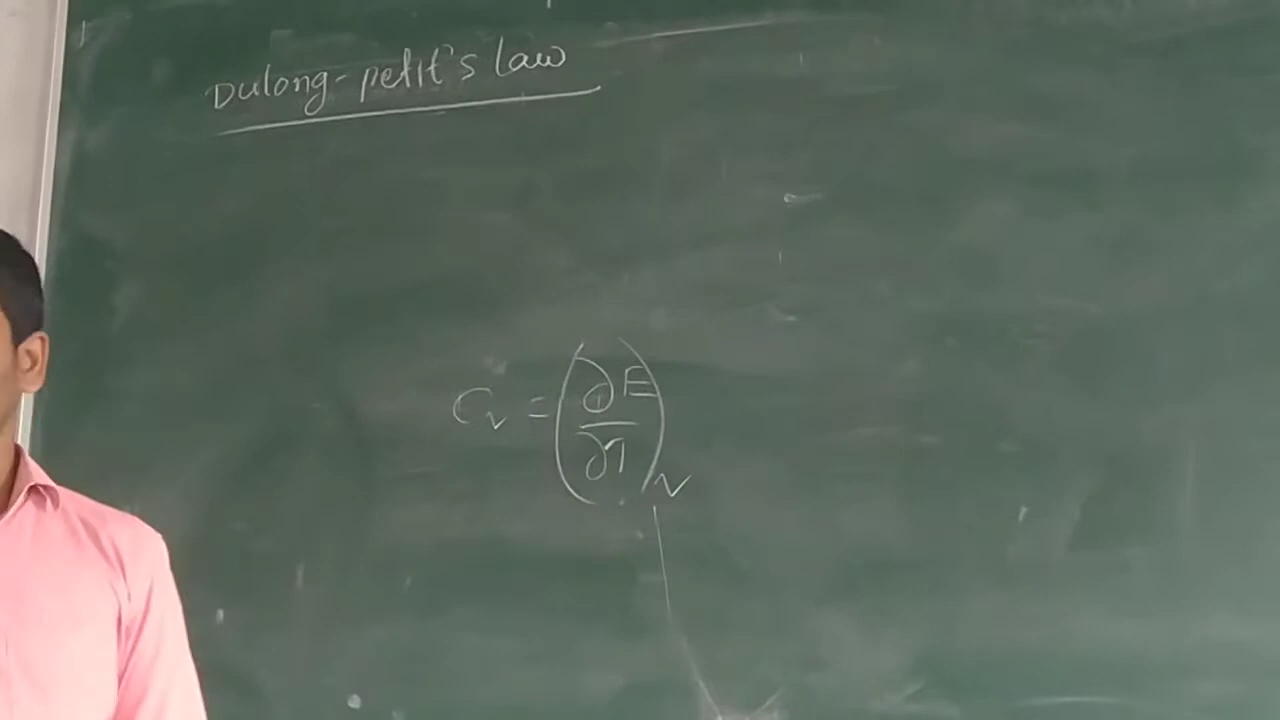 Dulong-petit's law
Cv = (∂E/∂T)v